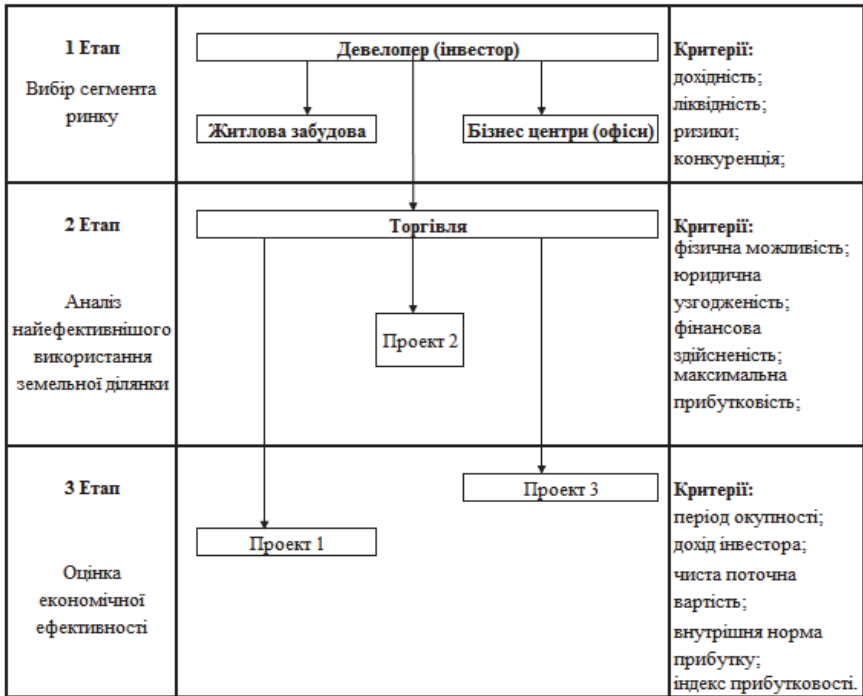 1 Етап
Вибір сегмента
ринку
Девелопер (інвестор)
Житлова забудова
Бізнес центри (офіси)
Критерії:
дохідність;
ліквідність;
ризики;
конкуренція;
2 Етап
Аналіз
найефективнішого
використання
земельної ділянки
Торгівля
Проект 2
Критерії:
фізична можливість;
юридична
узгодженість;
фінансова
здійсненість;
максимальна
прибутковість;
3 Етап
Оцінка
економічної
ефективності
Проект 3
Проект 1
Критерії:
період окупності;
дохід інвестора;
чиста поточна
вартість;
внутрішня норма
прибутку;
індекс прибутковості.